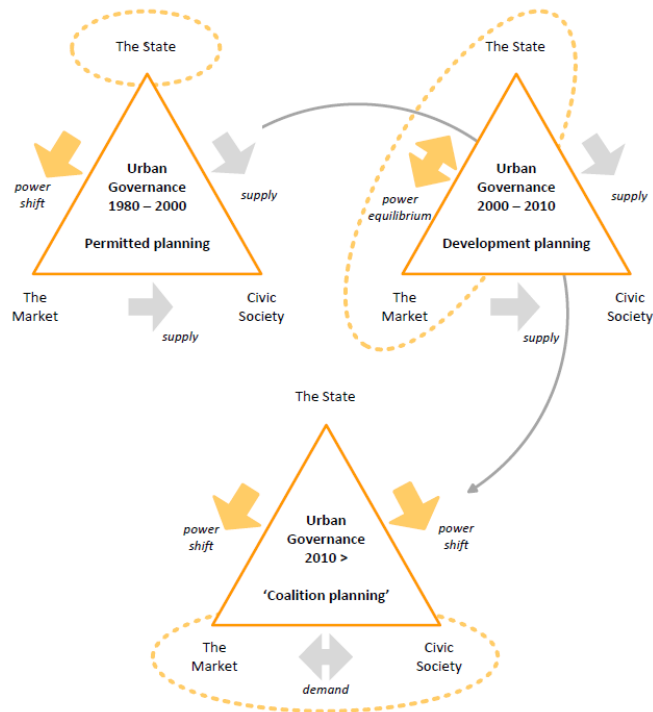 The State
power
shift
Urban
Governance
1980 – 2000
Permitted planning
supply
The
Market
supply
Civic
Society
The State
power
equilibrium
Urban
Governance
2000 – 2010
Development planning
supply
The
Market
supply
Civic
Society
The State
power
shift
Urban
Governance
2010 >
'Coalition planning'
power
shift
The
Market
demand
Civic
Society